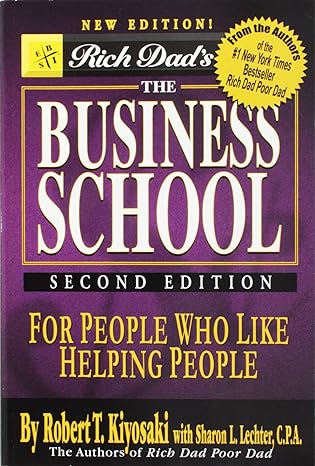 NEW EDITION!
E B
S I
Rich Dad's
From the Authors
of the
#1 New York Times
Bestseller
Rich Dad Poor Dad
THE
BUSINESS
SCHOOL
SECOND EDITION
FOR PEOPLE WHO LIKE
HELPING PEOPLE
By Robert T. Kiyosaki with Sharon L. Lechter, C.P.A.
The Authors of Rich Dad Poor Dad